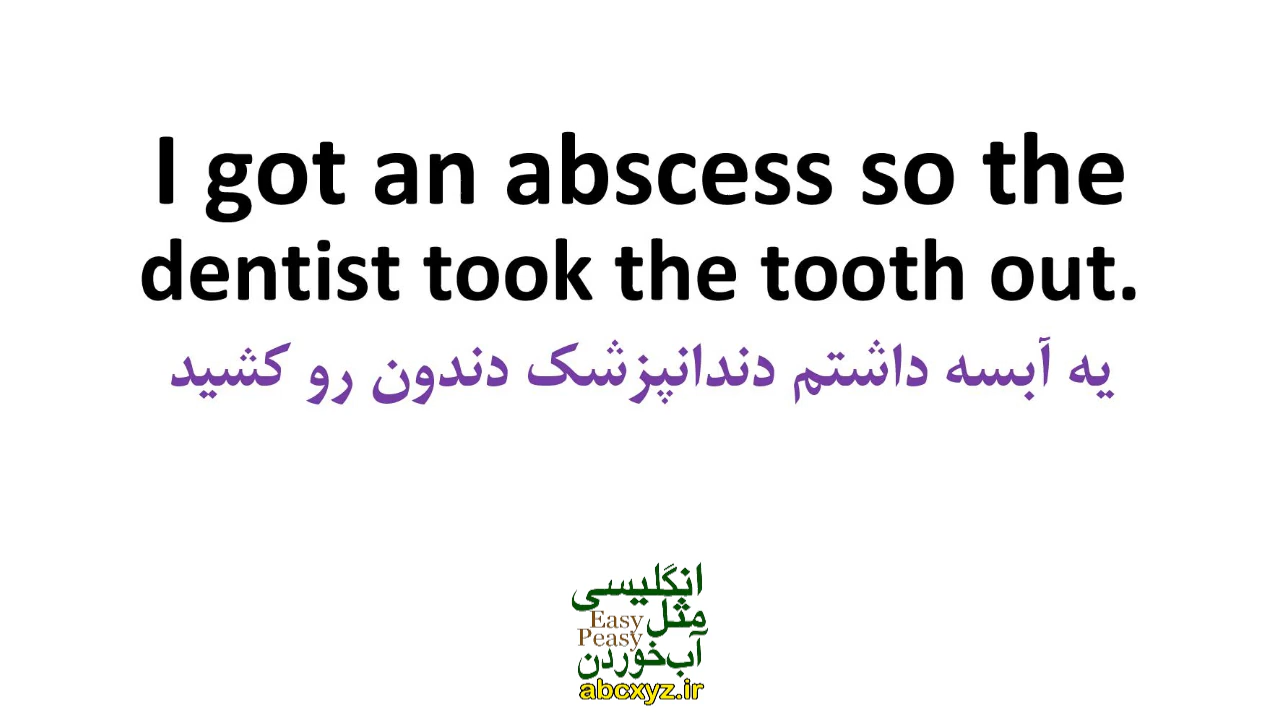 I got an abscess so the
dentist took the tooth out.
یه آبسه داشتم دندانپزشک دندون رو کشید
انگلیسی
مثل
Easy
Peasy
آب‌خوردن
abcxyz.ir